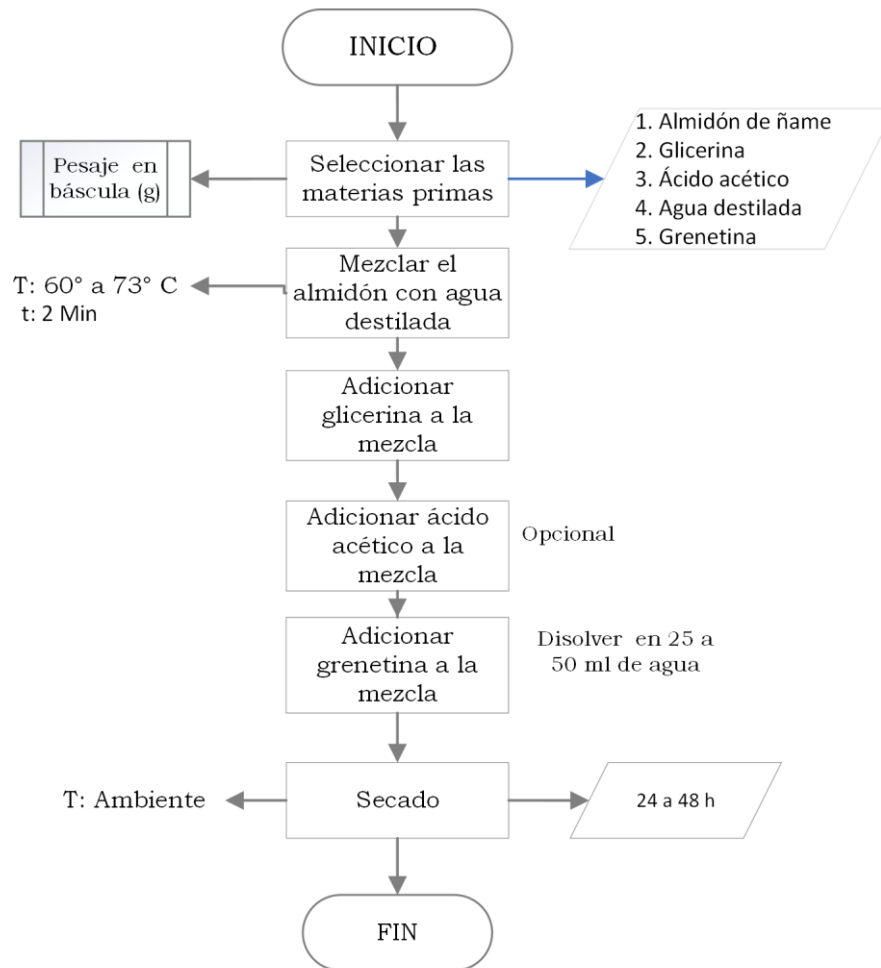 INICIO
Pesaje en
báscula (g)
Seleccionar las
materias primas
1. Almidón de ñame
2. Glicerina
3. Ácido acético
4. Agua destilada
5. Grenetina
T: 60° a 73° C
t: 2 Min
Mezclar el
almidón con agua
destilada
Adicionar
glicerina a la
mezcla
Adicionar ácido
acético a la
mezcla
Opcional
Adicionar
grenetina a la
mezcla
Disolver en 25 a
50 ml de agua
T: Ambiente
Secado
24 a 48 h
FIN